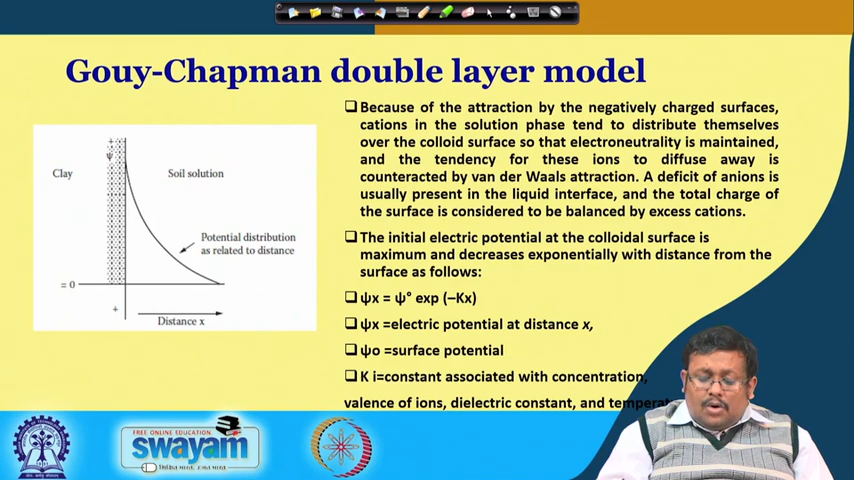 Gouy-Chapman double layer model
+
ψ
Clay
Soil solution
Potential distribution
as related to distance
= 0
+
Distance x
❑Because of the attraction by the negatively charged surfaces,
cations in the solution phase tend to distribute themselves
over the colloid surface so that electroneutrality is maintained,
and the tendency for these ions to diffuse away is
counteracted by van der Waals attraction. A deficit of anions is
usually present in the liquid interface, and the total charge of
the surface is considered to be balanced by excess cations.
❑The initial electric potential at the colloidal surface is
maximum and decreases exponentially with distance from the
surface as follows:
❑ψx = ψ° exp (–Kx)
❑ψx =electric potential at distance x,
❑ψo =surface potential
❑K i=constant associated with concentration,
valence of ions, dielectric constant, and
FREE ONLINE EDUCATION
swayam